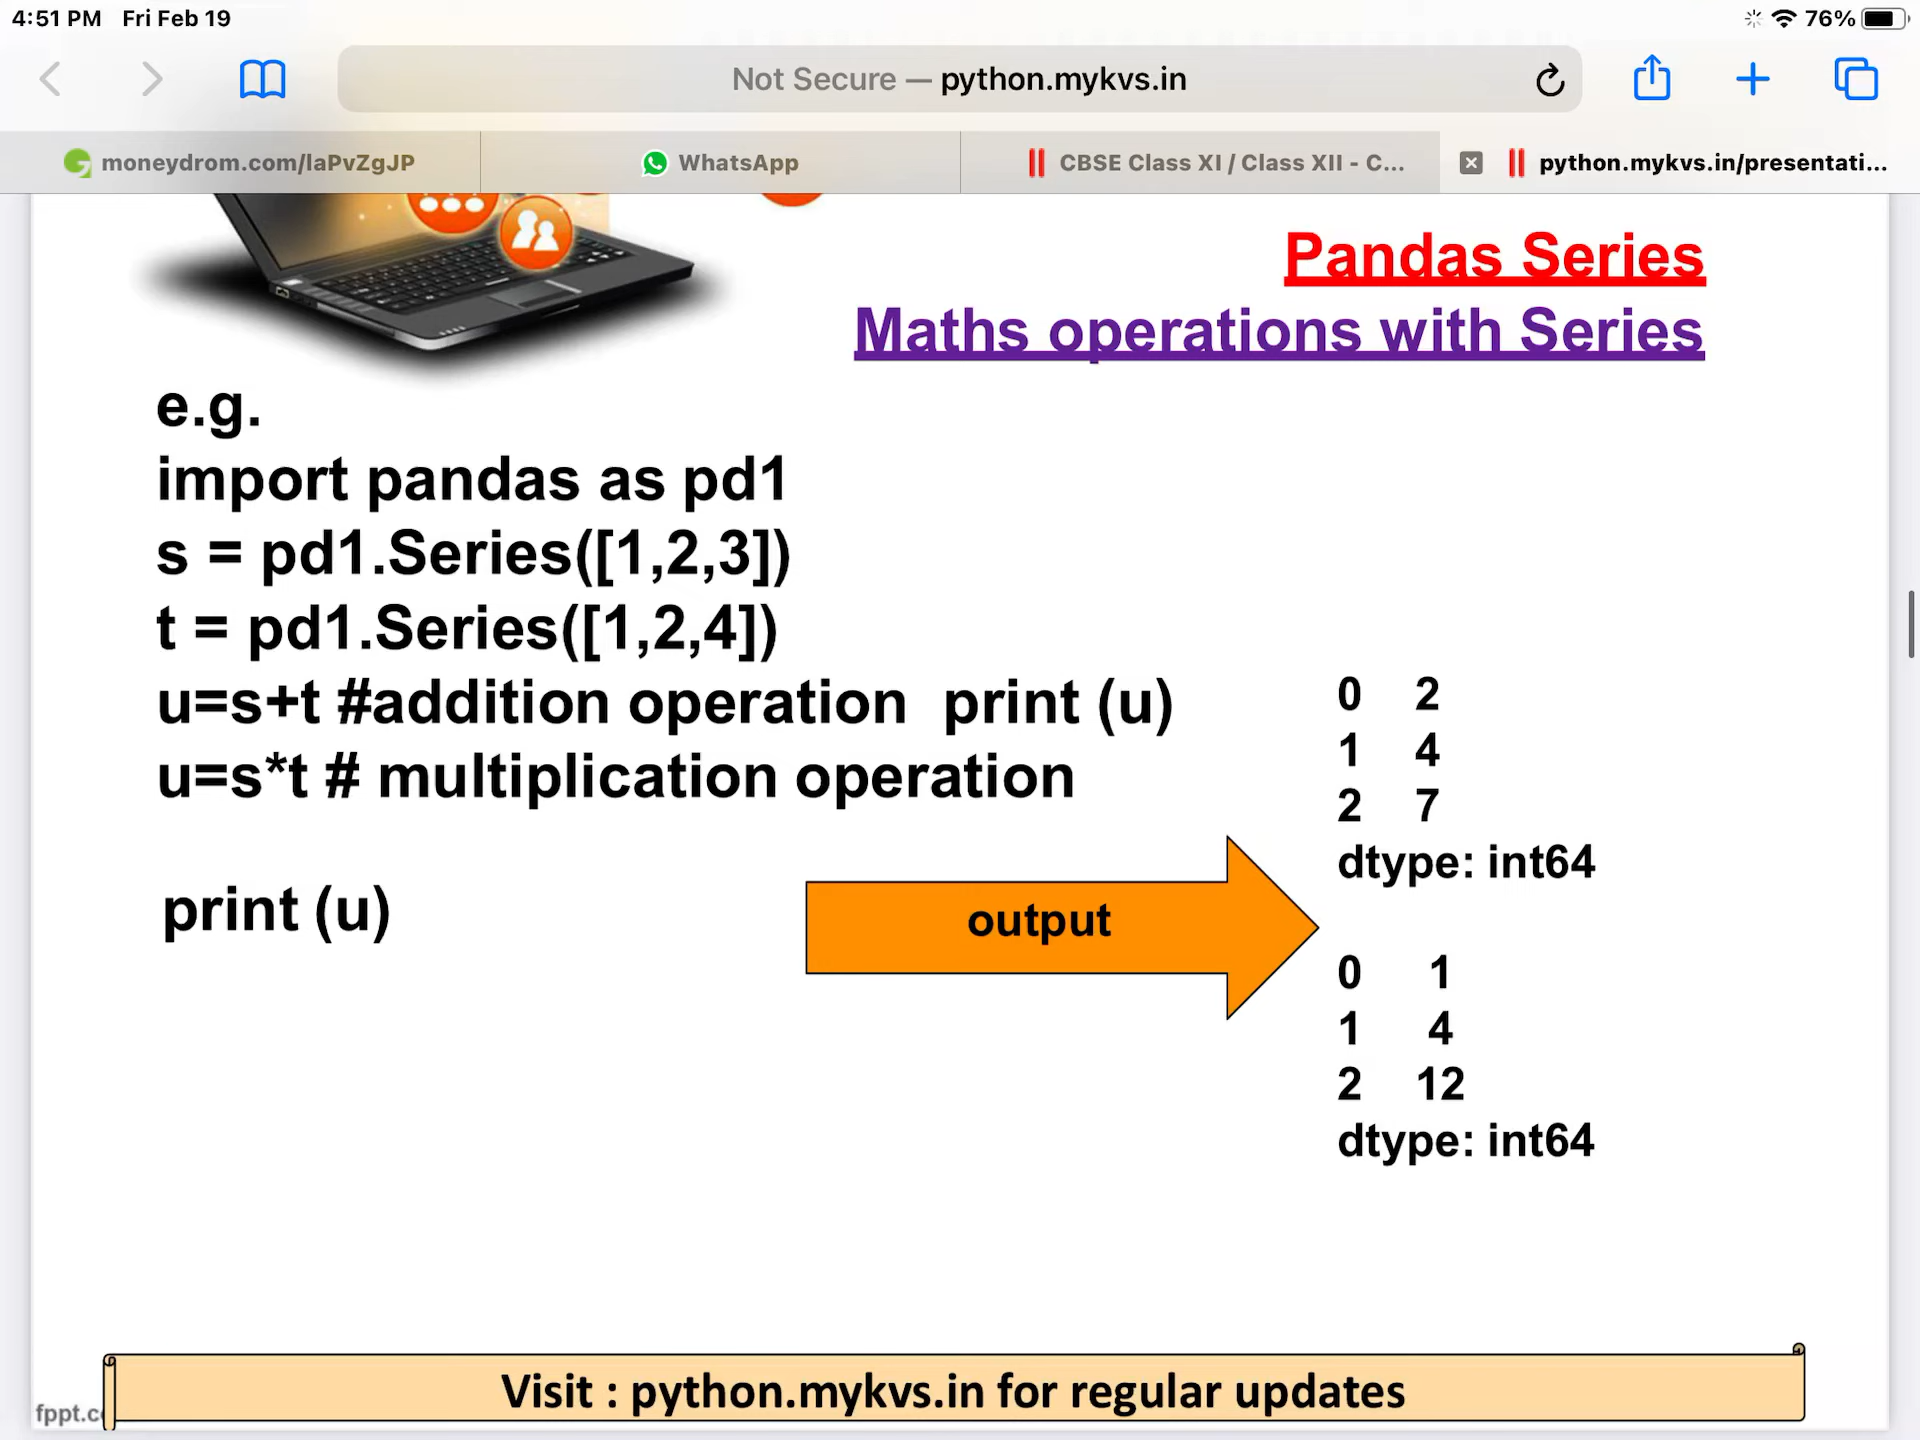 4:51 PM Fri Feb 19
76%
Not Secure — python.mykvs.in
moneydrom.com/laPvZgJP
WhatsApp
CBSE Class XI / Class XII - C...
python.mykvs.in/presentati...
Pandas Series
Maths operations with Series
e.g.
import pandas as pd1
s = pd1.Series([1,2,3])
t = pd1.Series([1,2,4])
u=s+t #addition operation print (u)
u=s*t # multiplication operation
print (u)
output
0 2
1 4
2 7
dtype: int64
0 1
1 4
2 12
dtype: int64
Visit : python.mykvs.in for regular updates
fppt.c